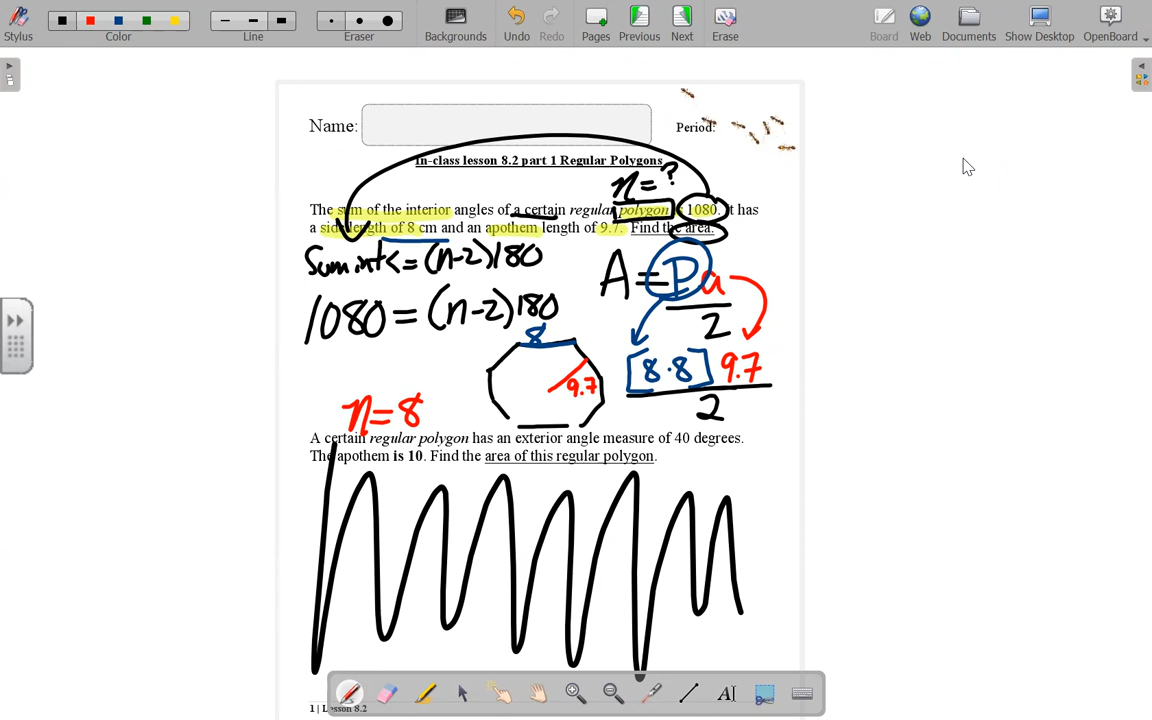 Stylus Color Line Eraser Backgrounds Undo Redo Pages Previous Next Erase Board Web Documents Show Desktop OpenBoard
Name: Period:
In-class lesson 8.2 part 1 Regular Polygons
n = ?
The sum of the interior angles of a certain regular polygon is 1080. It has
a side length of 8 cm and an apothem length of 9.7. Find the area.
Sum int < = (n-2)180
A = Pa
2
1080 = (n-2)180
8
[8·8] 9.7
2
9.7
n = 8
A certain regular polygon has an exterior angle measure of 40 degrees.
The apothem is 10. Find the area of this regular polygon.
1 | Lesson 8.2